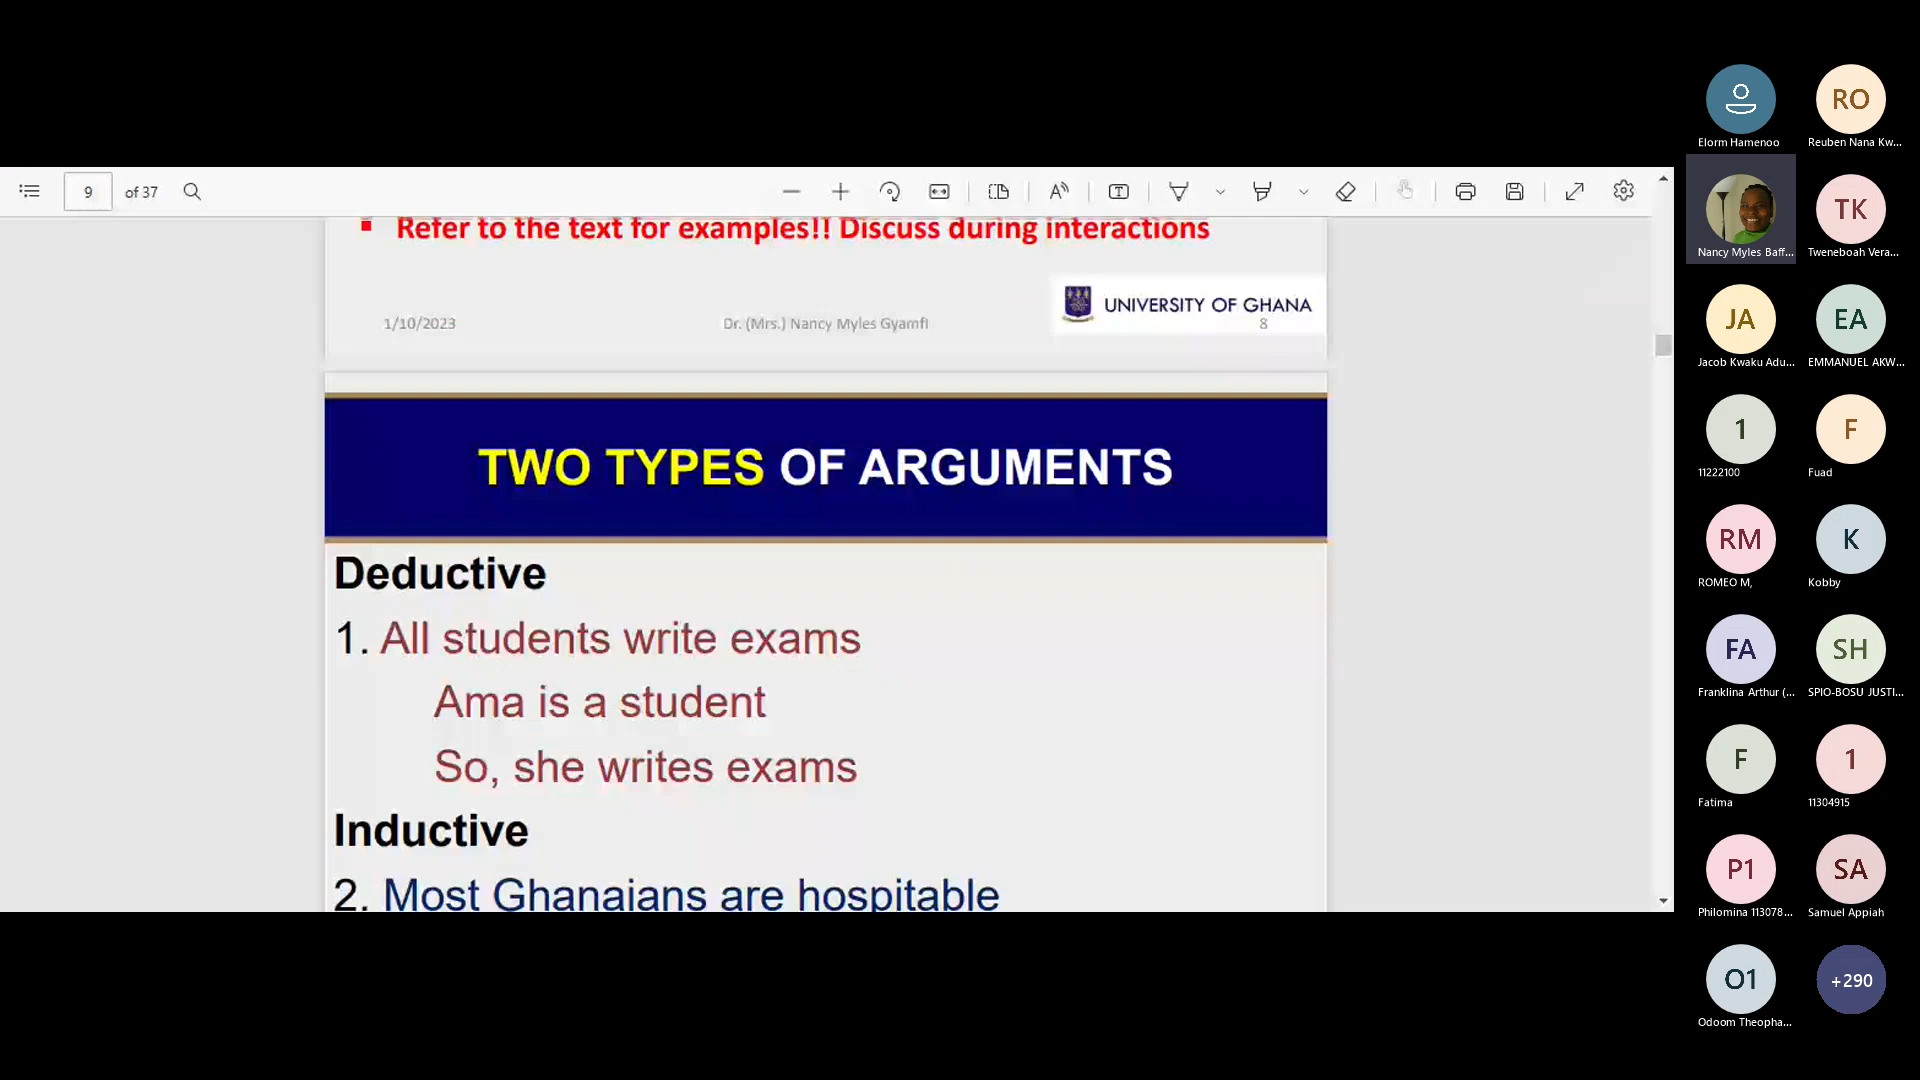 9 of 37
Refer to the text for examples!! Discuss during interactions
UNIVERSITY OF GHANA
1/10/2023 Dr. (Mrs.) Nancy Myles Gyamfi 8
TWO TYPES OF ARGUMENTS
Deductive
1. All students write exams
Ama is a student
So, she writes exams
Inductive
2. Most Ghanaians are hospitable
RO
Elorm Hamenoo Reuben Nana Kw...
TK
Nancy Myles Baff... Tweneboah Vera...
JA EA
Jacob Kwaku Adu... EMMANUEL AKW...
1 F
11222100 Fuad
RM K
ROMEO M, Kobby
FA SH
Franklina Arthur (... SPIO-BOSU JUSTI...
F 1
Fatima 11304915
P1 SA
Philomina 113078... Samuel Appiah
O1 +290
Odoom Theopha...